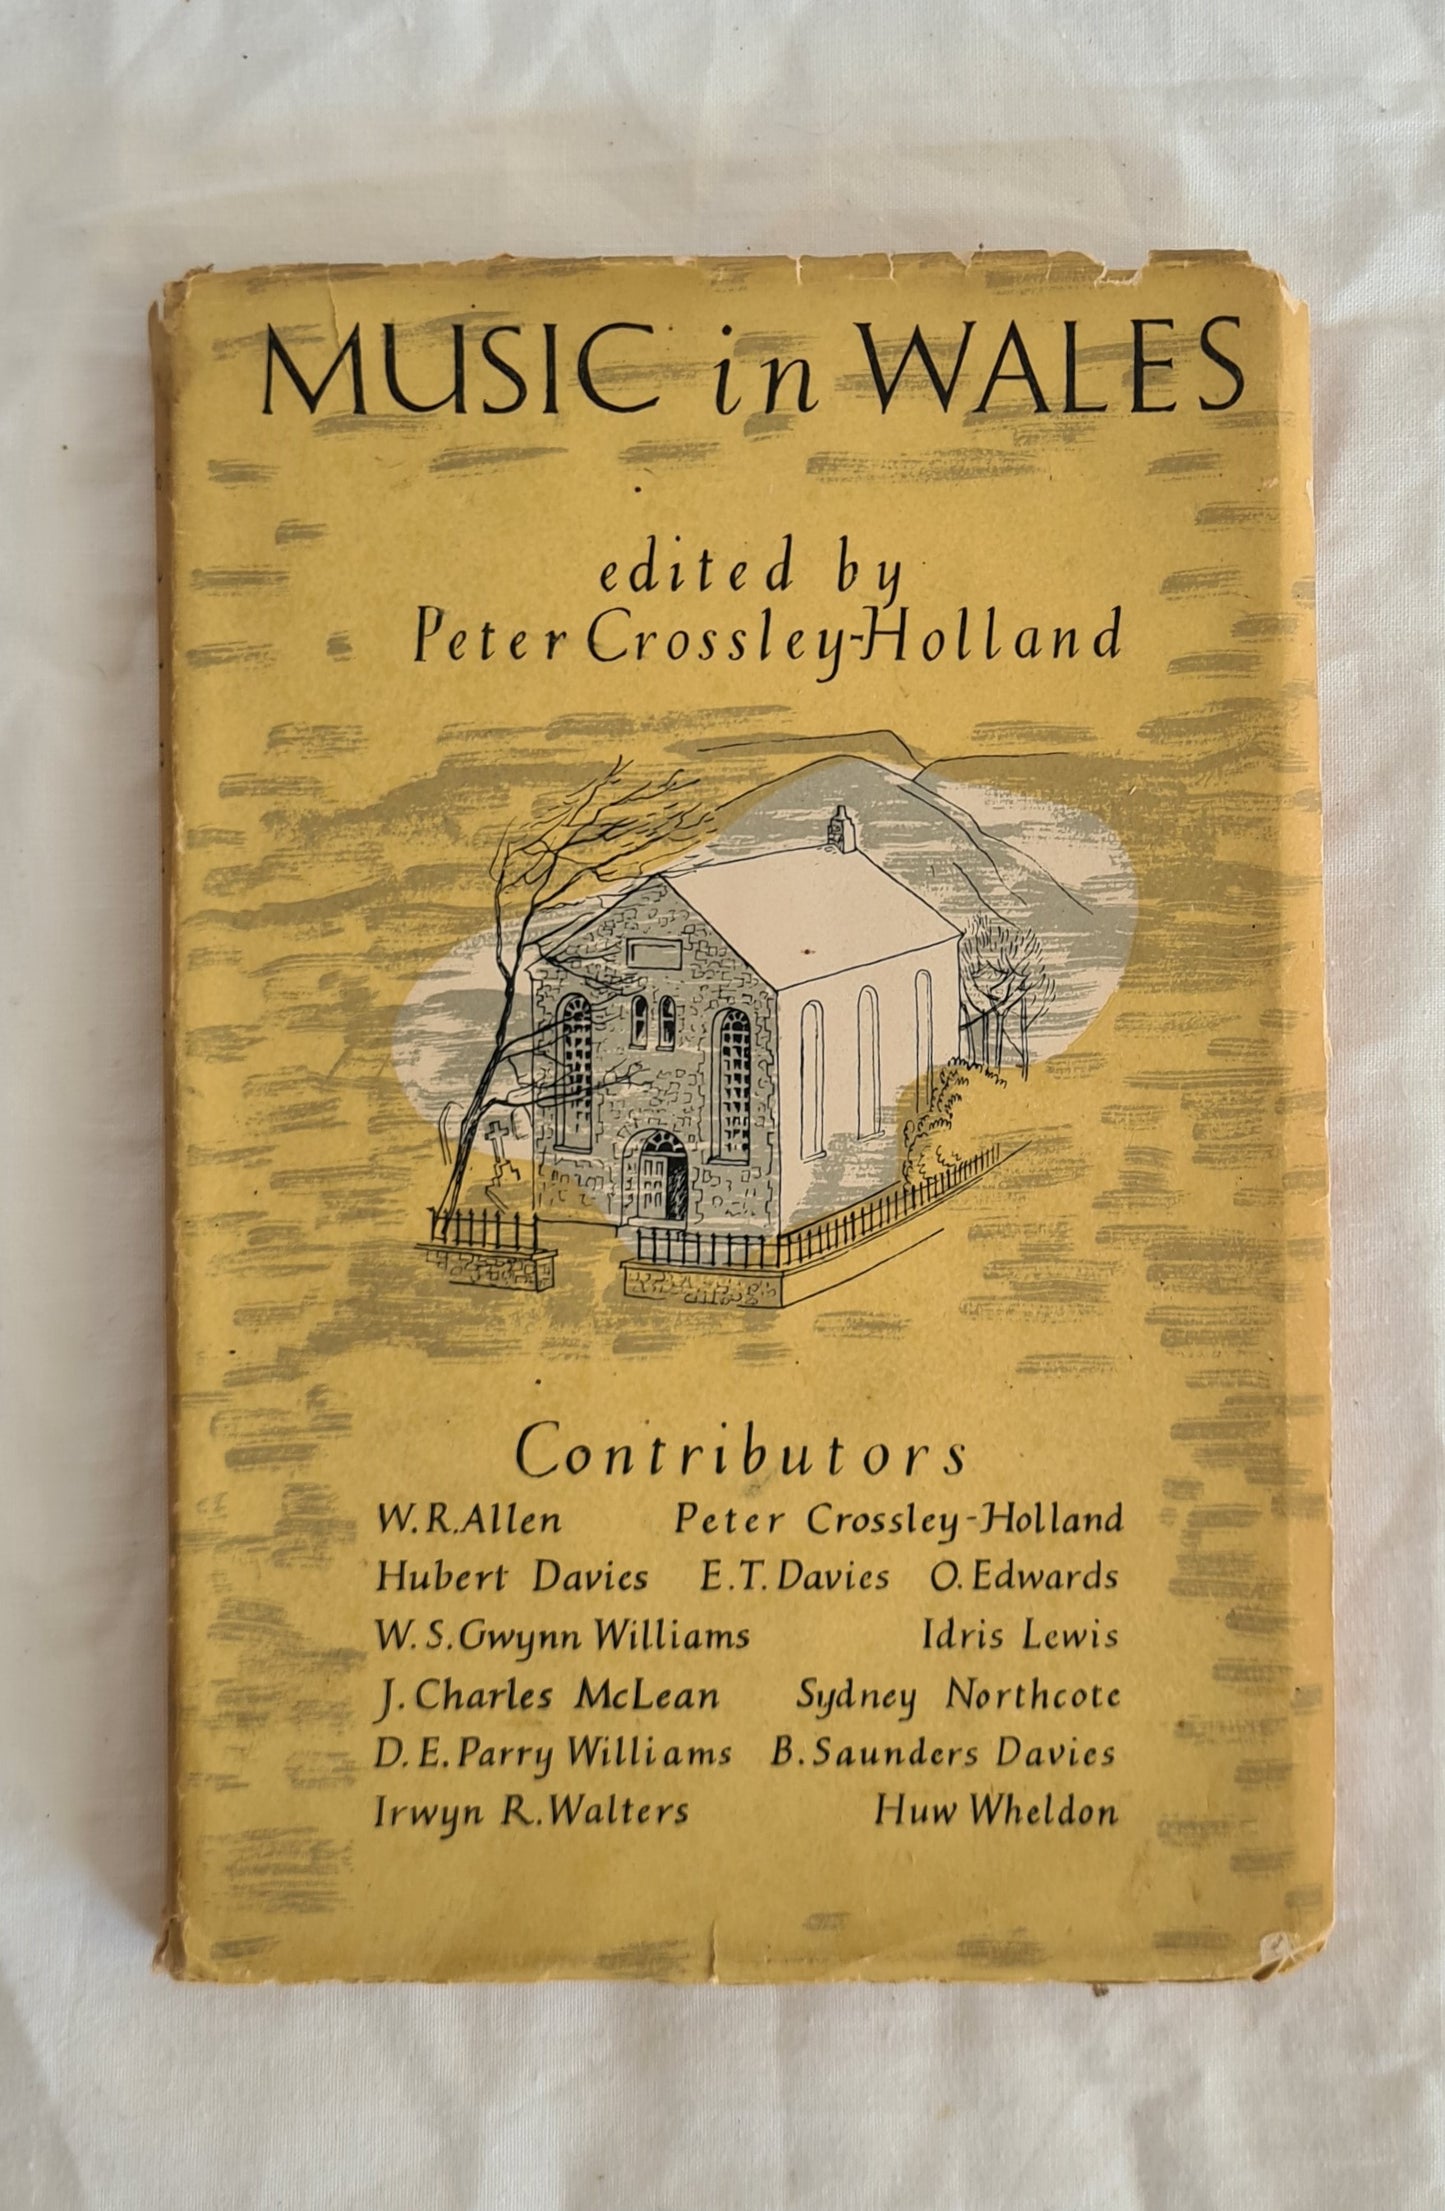 MUSIC in WALES
edited by
Peter Crossley-Holland
Contributors
W.R.Allen Peter Crossley-Holland
Hubert Davies E.T.Davies O.Edwards
W.S.Gwynn Williams Idris Lewis
J.Charles McLean Sydney Northcote
D.E.Parry Williams B.Saunders Davies
Irwyn R.Walters Huw Wheldon